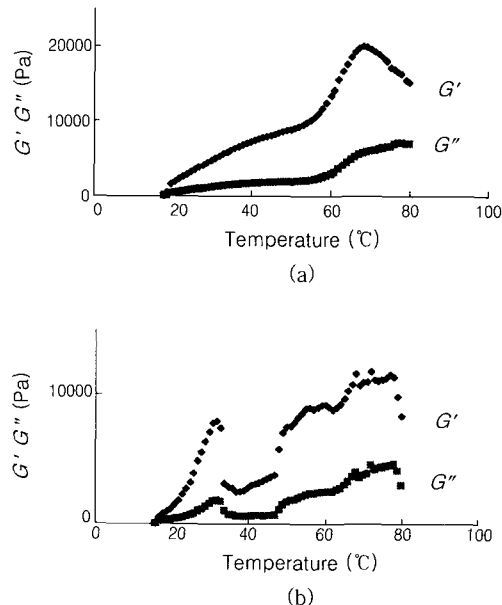 20000
10000
0
G' G" (Pa)
G'
G"
0 20 40 60 80 100
Temperature (℃)
(a)
10000
0
G' G" (Pa)
G'
G"
0 20 40 60 80 100
Temperature (℃)
(b)